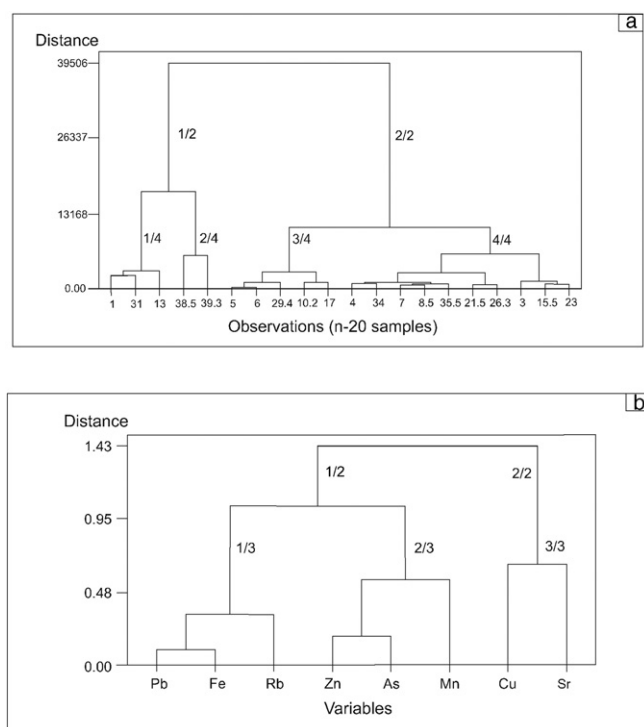 a
Distance
39506
26337
1/2 2/2
13168
1/4 2/4 3/4 4/4
0.00
1 31 13 38.5 39.3 5 6 29.4 10.2 17 4 34 7 8.5 35.5 21.5 26.3 3 15.5 23
Observations (n-20 samples)
b
Distance
1.43
1/2 2/2
0.95
1/3 2/3 3/3
0.48
0.00
Pb Fe Rb Zn As Mn Cu Sr
Variables